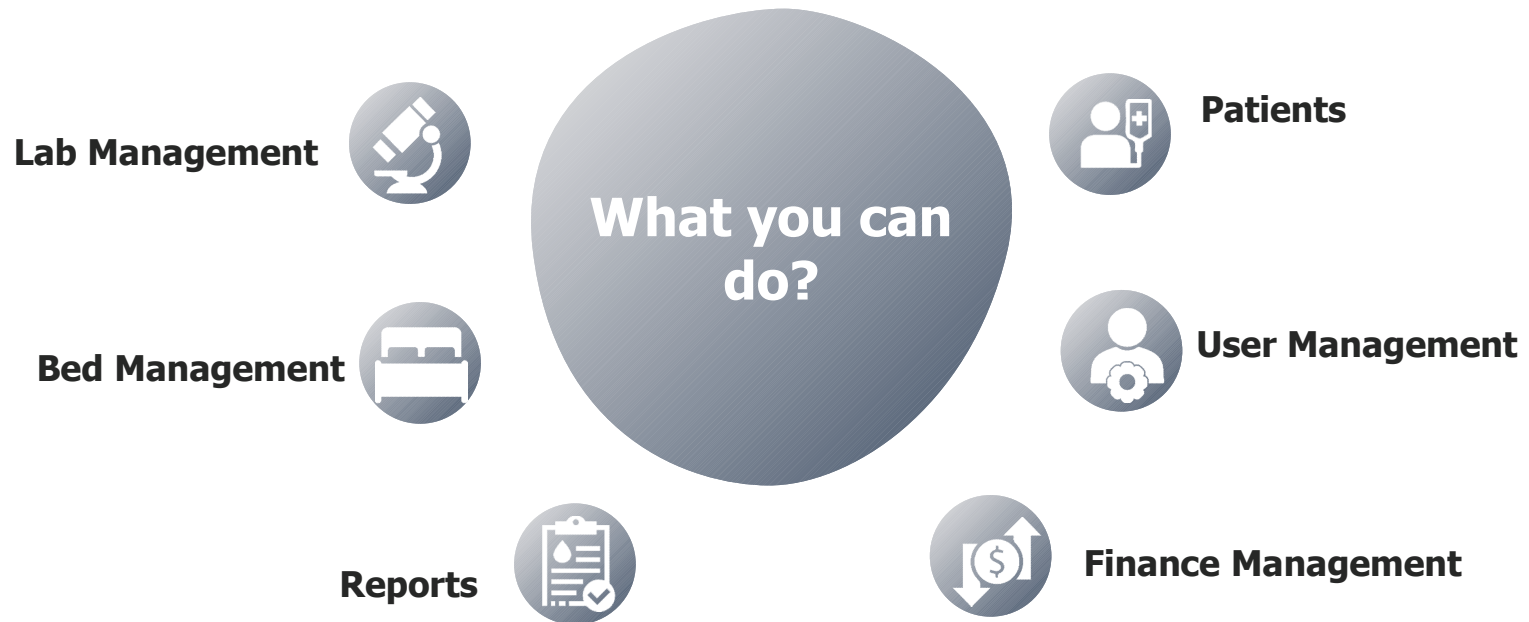 Lab Management
Bed Management
Reports
What you can
do?
Patients
User Management
$
Finance Management